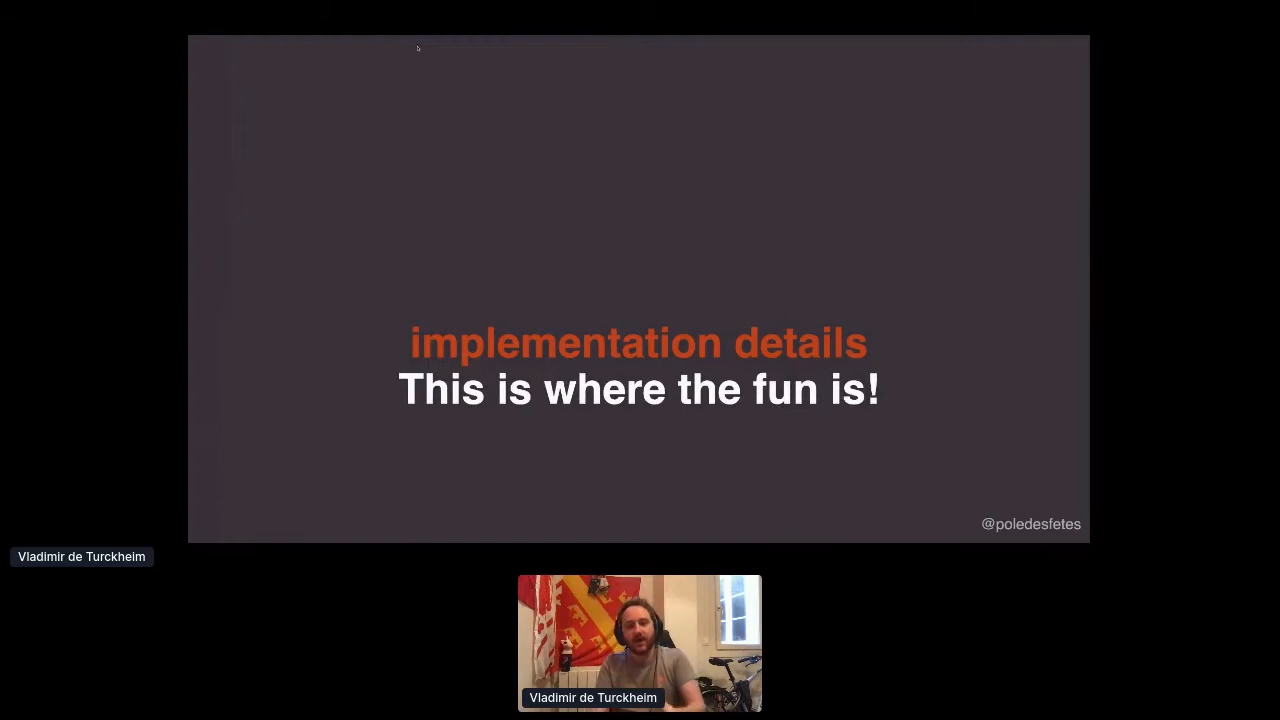 implementation details
This is where the fun is!
@poledesfetes
Vladimir de Turckheim
Vladimir de Turckheim